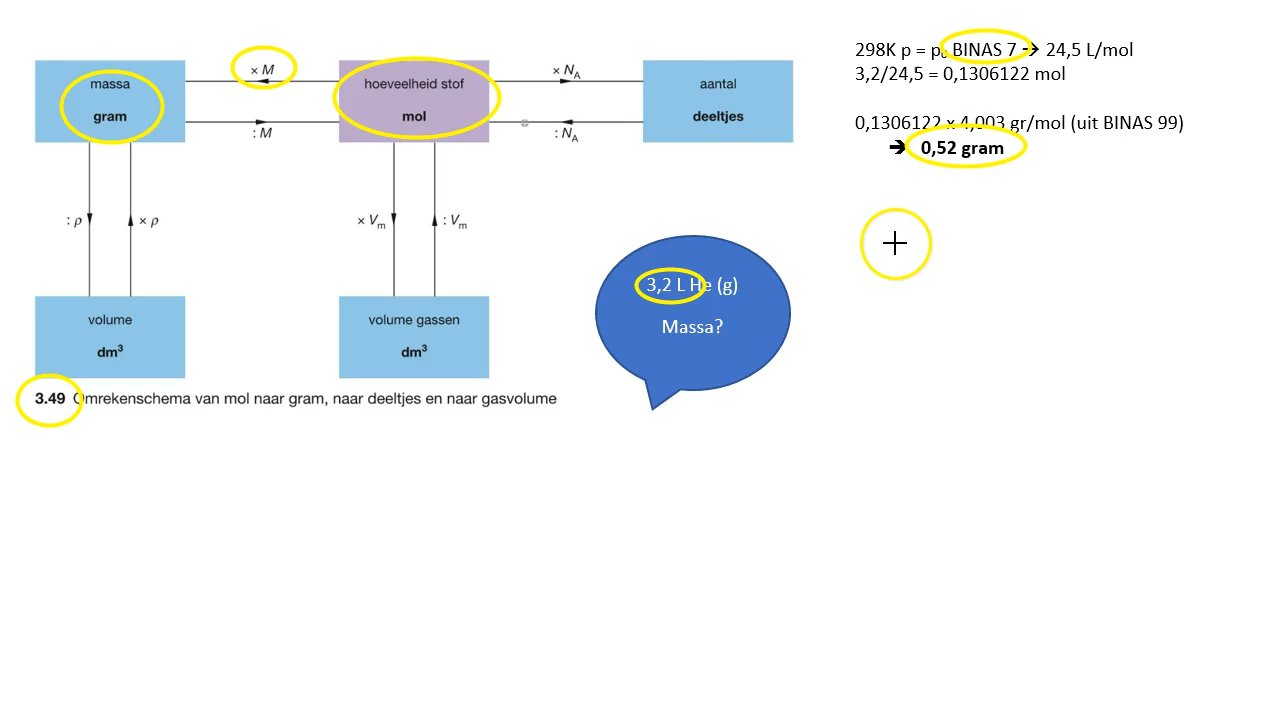 massa
gram
× M
: M
hoeveelheid stof
mol
× NA
: NA
aantal
deeltjes
: ρ
× ρ
× Vm
: Vm
volume
dm³
volume gassen
dm³
3.49 Omrekenschema van mol naar gram, naar deeltjes en naar gasvolume
3,2 L He (g)
Massa?
298K p = p₀ BINAS 7 → 24,5 L/mol
3,2/24,5 = 0,1306122 mol
0,1306122 x 4,003 gr/mol (uit BINAS 99)
→ 0,52 gram